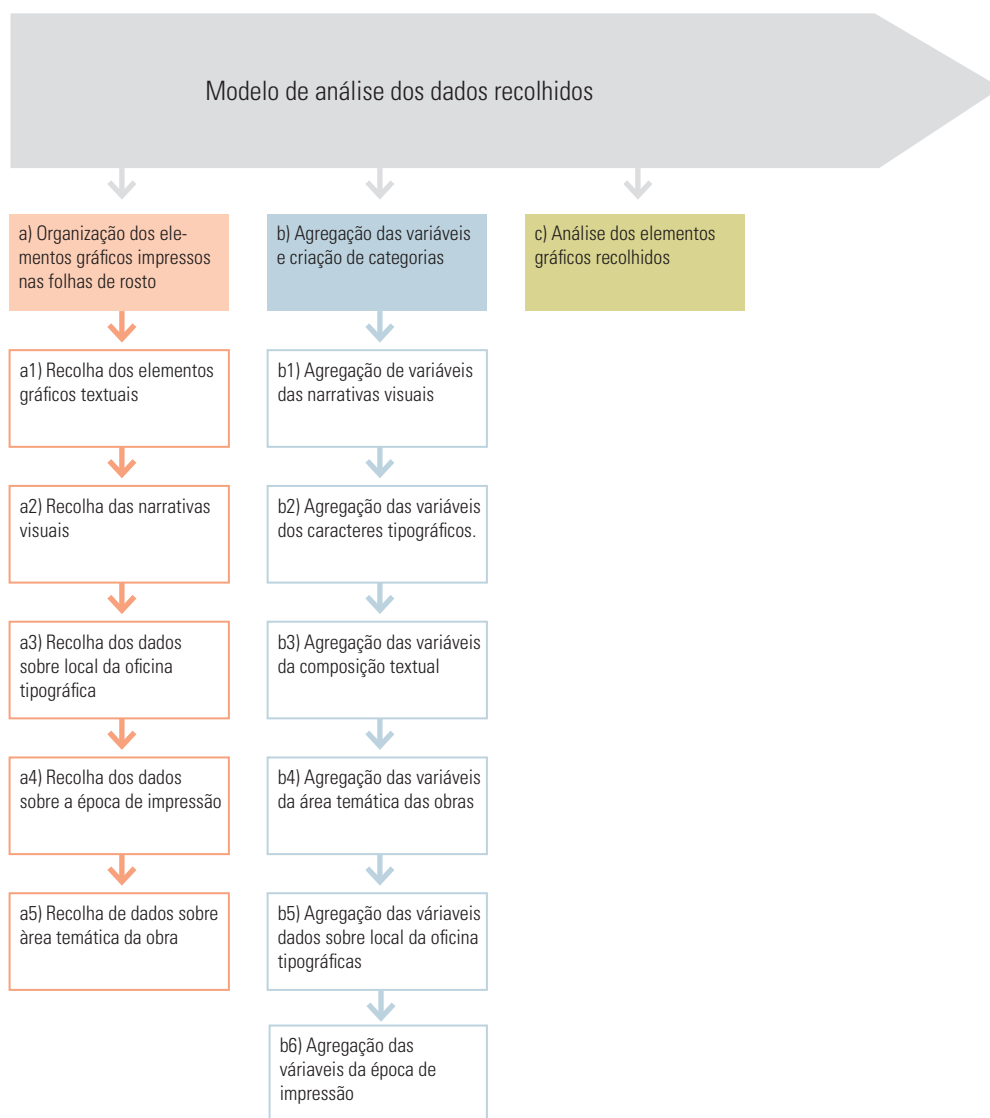 Modelo de análise dos dados recolhidos
a) Organização dos ele-
mentos gráficos impressos
nas folhas de rosto
a1) Recolha dos elementos
gráficos textuais
a2) Recolha das narrativas
visuais
a3) Recolha dos dados
sobre local da oficina
tipográfica
a4) Recolha dos dados
sobre a época de impressão
a5) Recolha de dados sobre
àrea temática da obra
b) Agregação das variáveis
e criação de categorias
b1) Agregação de variáveis
das narrativas visuais
b2) Agregação das variáveis
dos caracteres tipográficos.
b3) Agregação das variáveis
da composição textual
b4) Agregação das variáveis
da área temática das obras
b5) Agregação das váriaveis
dados sobre local da oficina
tipográficas
b6) Agregação das
váriaveis da época de
impressão
c) Análise dos elementos
gráficos recolhidos